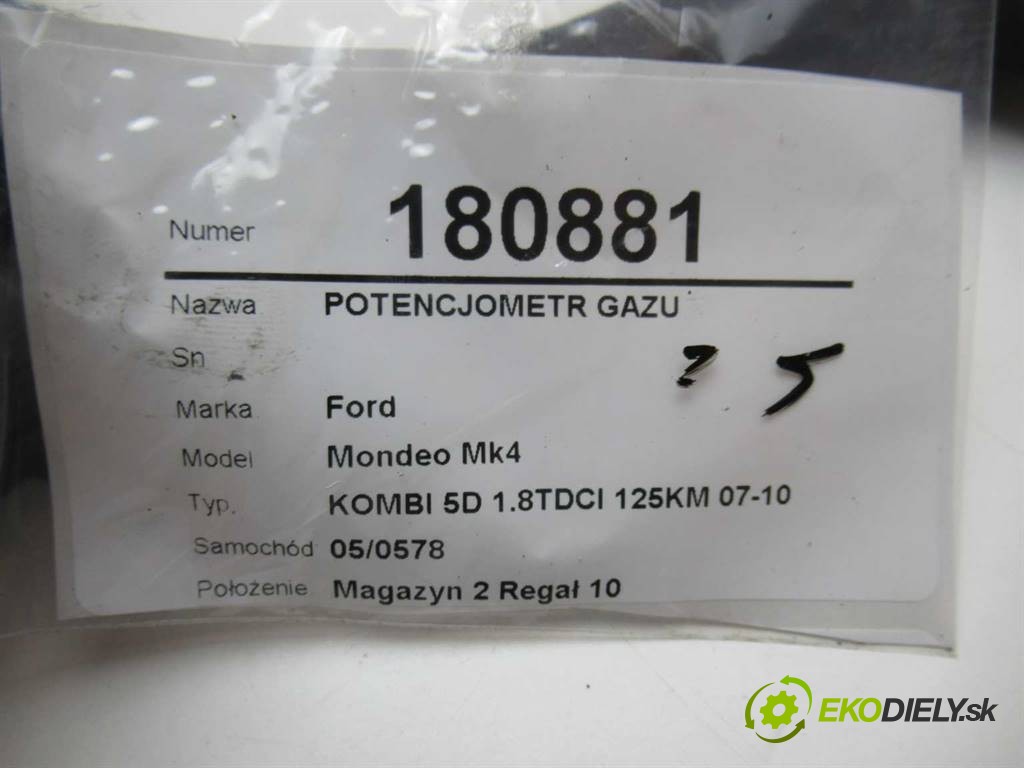 Numer 180881
Nazwa POTENCJOMETR GAZU
Sn
Marka Ford
Model Mondeo Mk4
Typ. KOMBI 5D 1.8TDCI 125KM 07-10
Samochód 05/0578
Położenie Magazyn 2 Regał 10
EKODIELY.sk